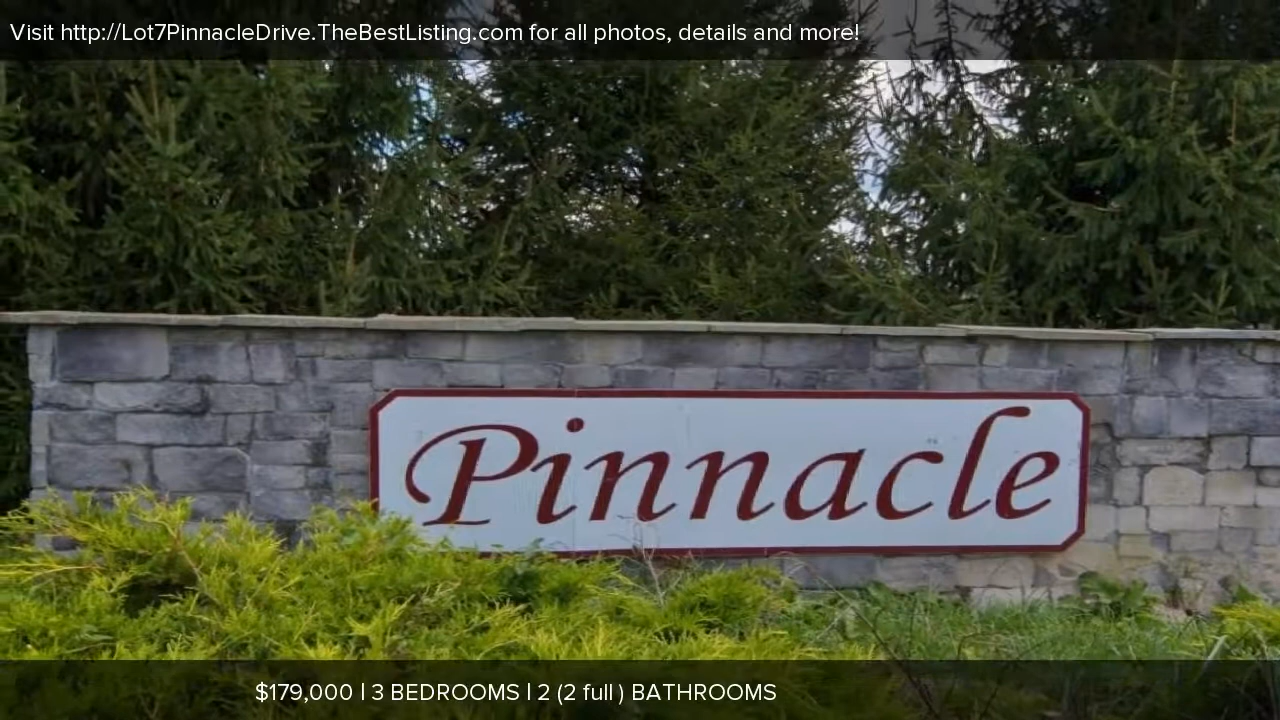 Visit http://Lot7PinnacleDrive.TheBestListing.com for all photos, details and more!
Pinnacle
$179,000 | 3 BEDROOMS | 2 (2 full ) BATHROOMS